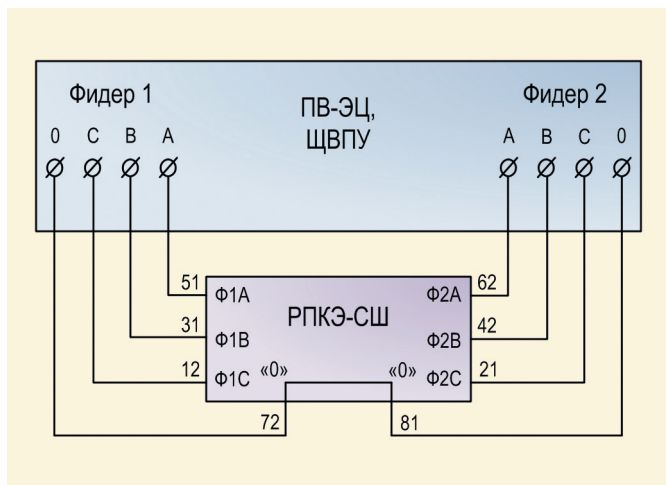 Фидер 1
Фидер 2
ПВ-ЭЦ,
ЩВПУ
0 С В А
А В С 0
51 Ф1А
Ф2А 62
РПКЭ-СШ
31 Ф1В
Ф2В 42
12 Ф1С «0»
«0» Ф2С 21
72
81